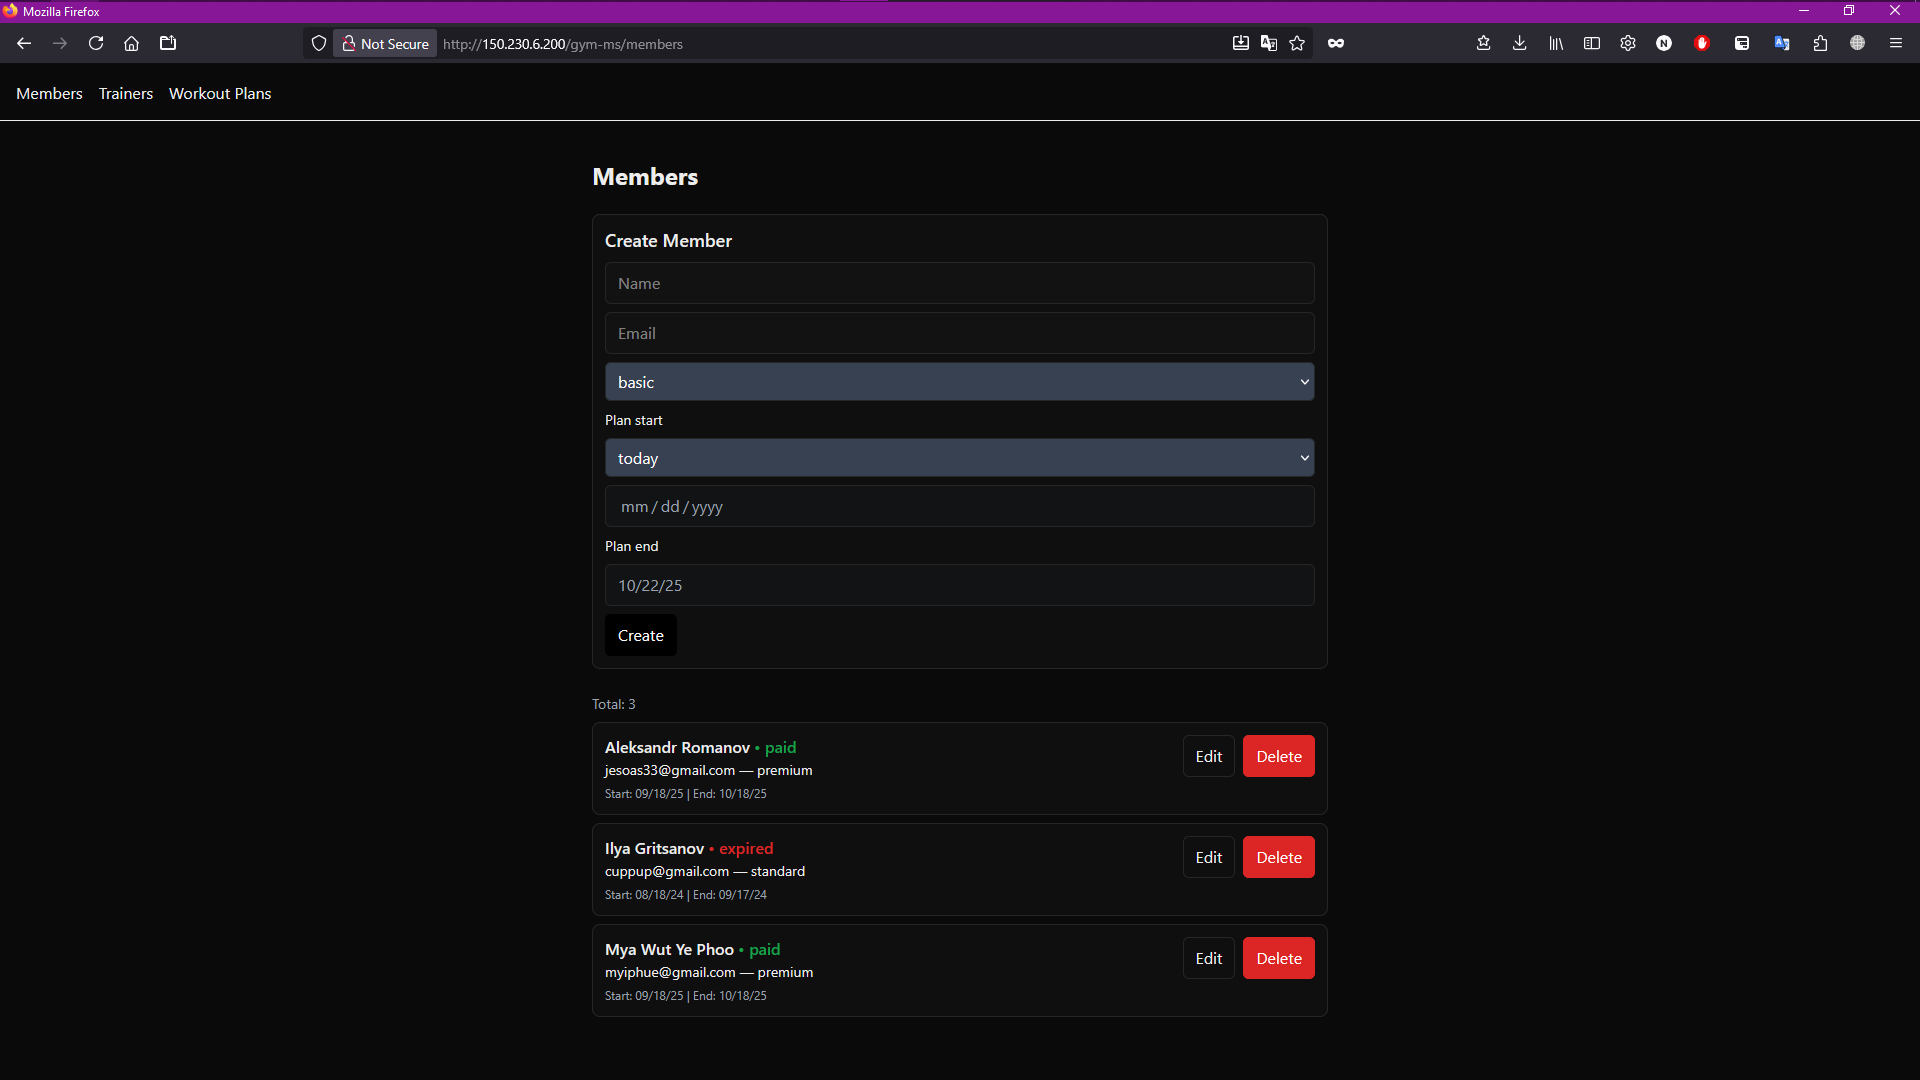 Mozilla Firefox
Not Secure http://150.230.6.200/gym-ms/members
Members Trainers Workout Plans
Members
Create Member
Name
Email
basic
Plan start
today
mm / dd / yyyy
Plan end
10/22/25
Create
Total: 3
Aleksandr Romanov • paid
jesoas33@gmail.com — premium
Start: 09/18/25 | End: 10/18/25
Edit Delete
Ilya Gritsanov • expired
cuppup@gmail.com — standard
Start: 08/18/24 | End: 09/17/24
Edit Delete
Mya Wut Ye Phoo • paid
myiphue@gmail.com — premium
Start: 09/18/25 | End: 10/18/25
Edit Delete